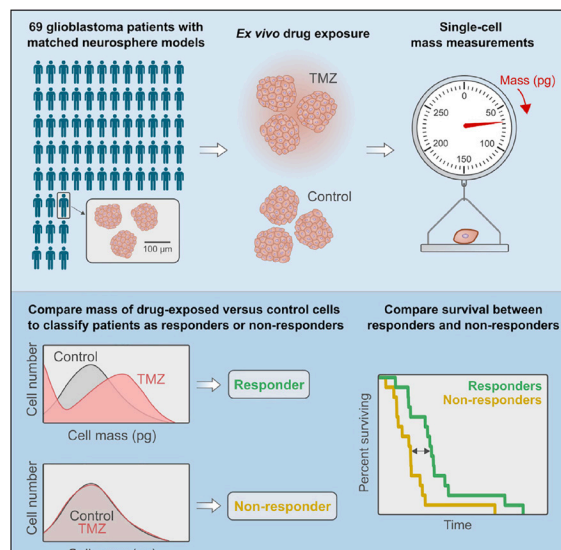 69 glioblastoma patients with
matched neurosphere models
100 μm
Ex vivo drug exposure
TMZ
Control
Single-cell
mass measurements
Mass (pg)
0
50
100
150
200
250
Compare mass of drug-exposed versus control cells
to classify patients as responders or non-responders
Cell number
Control
TMZ
Cell mass (pg)
Responder
Cell number
Control
TMZ
Non-responder
Compare survival between
responders and non-responders
Percent surviving
Responders
Non-responders
Time